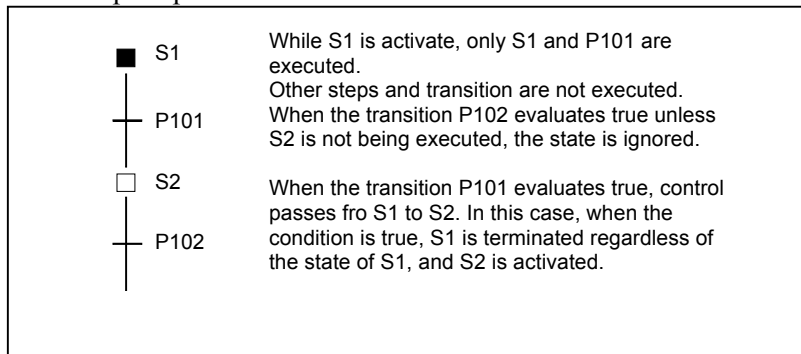 S1
While S1 is activate, only S1 and P101 are
executed.
Other steps and transition are not executed.
P101
When the transition P102 evaluates true unless
S2 is not being executed, the state is ignored.
S2
When the transition P101 evaluates true, control
passes fro S1 to S2. In this case, when the
P102
condition is true, S1 is terminated regardless of
the state of S1, and S2 is activated.